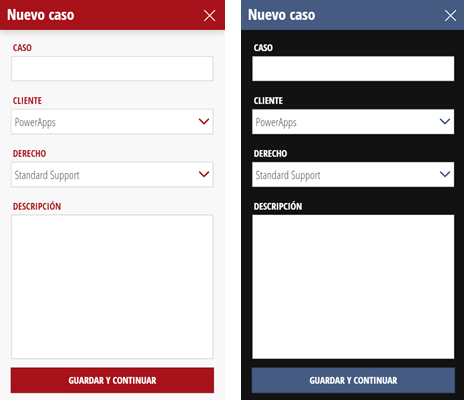 Nuevo caso
CASO
CLIENTE
PowerApps
DERECHO
Standard Support
DESCRIPCIÓN
GUARDAR Y CONTINUAR
Nuevo caso
CASO
CLIENTE
PowerApps
DERECHO
Standard Support
DESCRIPCIÓN
GUARDAR Y CONTINUAR